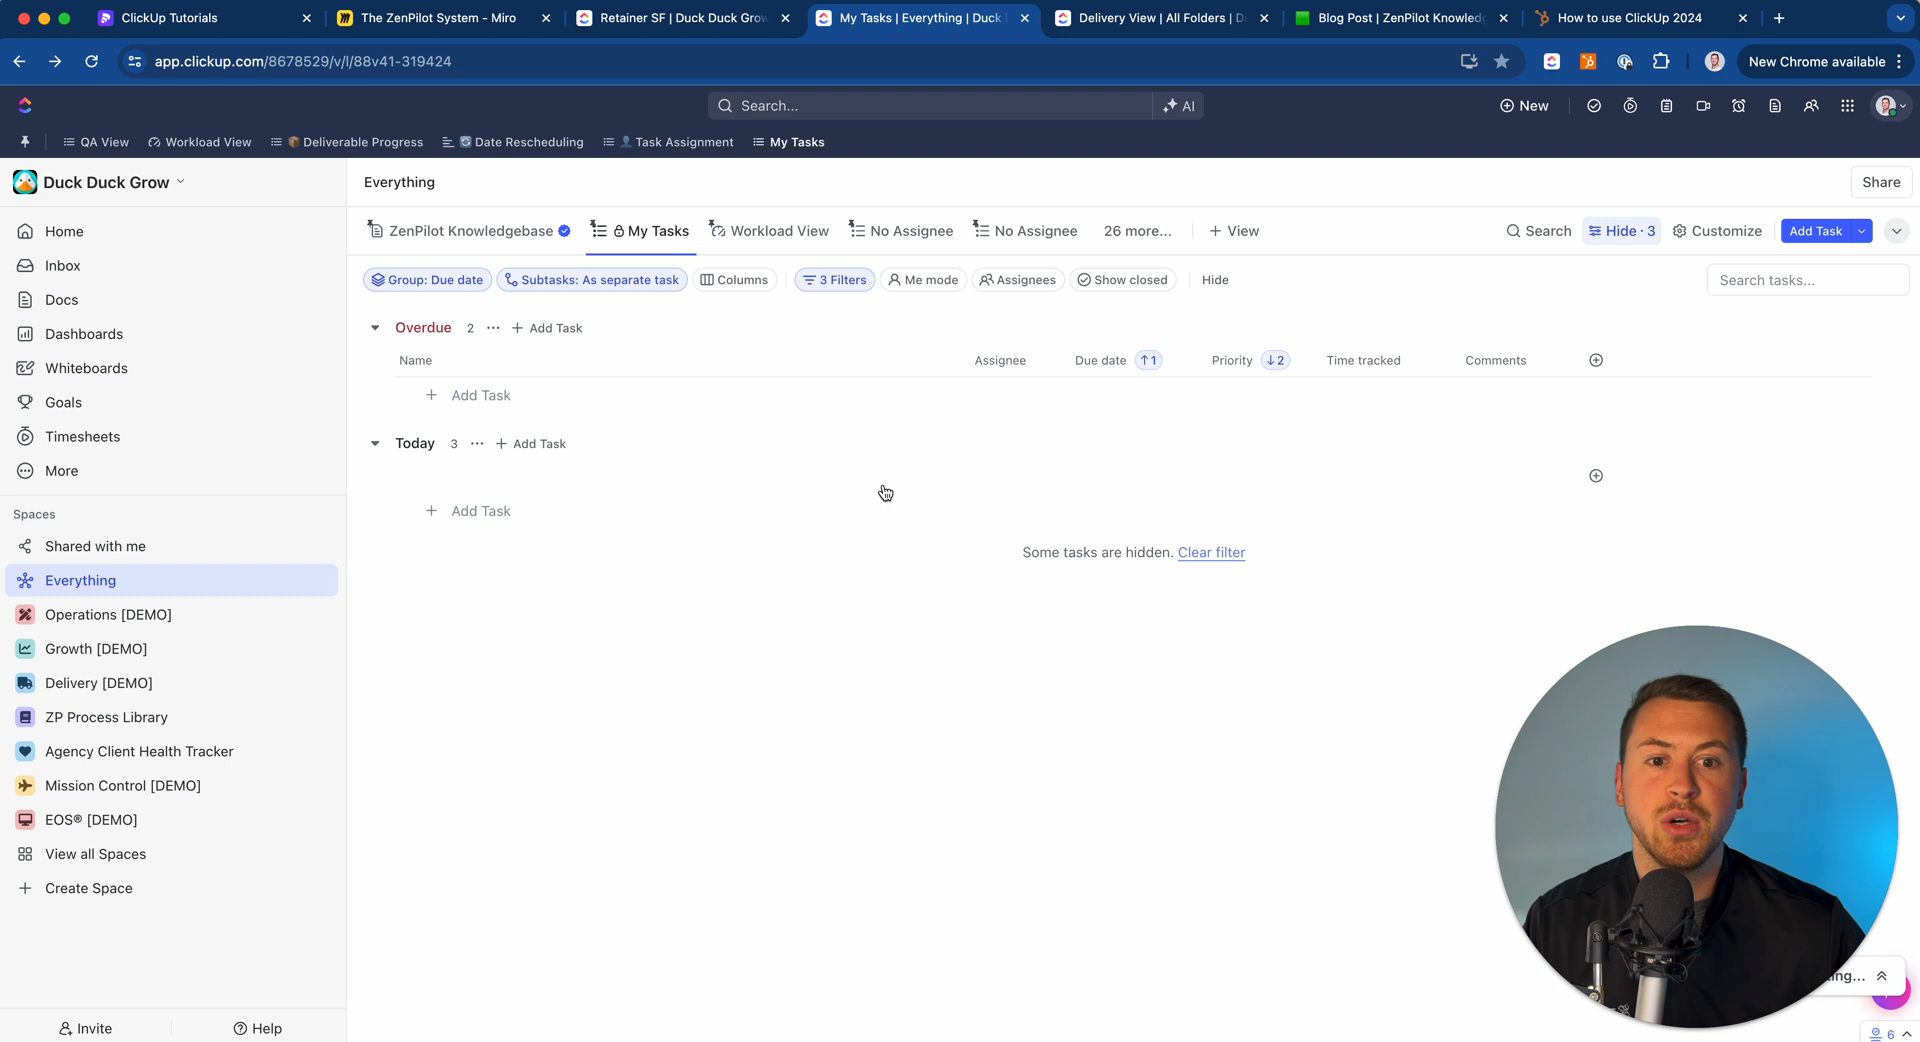 ClickUp Tutorials
The ZenPilot System - Miro
Retainer SF | Duck Duck Grow
My Tasks | Everything | Duck
Delivery View | All Folders | D
Blog Post | ZenPilot Knowled
How to use ClickUp 2024
app.clickup.com/8678529/v/l/88v41-319424
New Chrome available
Search...
AI
New
QA View
Workload View
Deliverable Progress
Date Rescheduling
Task Assignment
My Tasks
Duck Duck Grow
Everything
Share
Home
Inbox
Docs
Dashboards
Whiteboards
Goals
Timesheets
More
Spaces
Shared with me
Everything
Operations [DEMO]
Growth [DEMO]
Delivery [DEMO]
ZP Process Library
Agency Client Health Tracker
Mission Control [DEMO]
EOS® [DEMO]
View all Spaces
Create Space
Invite
Help
ZenPilot Knowledgebase
My Tasks
Workload View
No Assignee
No Assignee
26 more...
+ View
Search
Hide · 3
Customize
Add Task
Group: Due date
Subtasks: As separate task
Columns
3 Filters
Me mode
Assignees
Show closed
Hide
Search tasks...
Overdue 2 ··· + Add Task
Name
Assignee
Due date ↑1
Priority ↓2
Time tracked
Comments
+ Add Task
Today 3 ··· + Add Task
+ Add Task
Some tasks are hidden. Clear filter
ing...
6